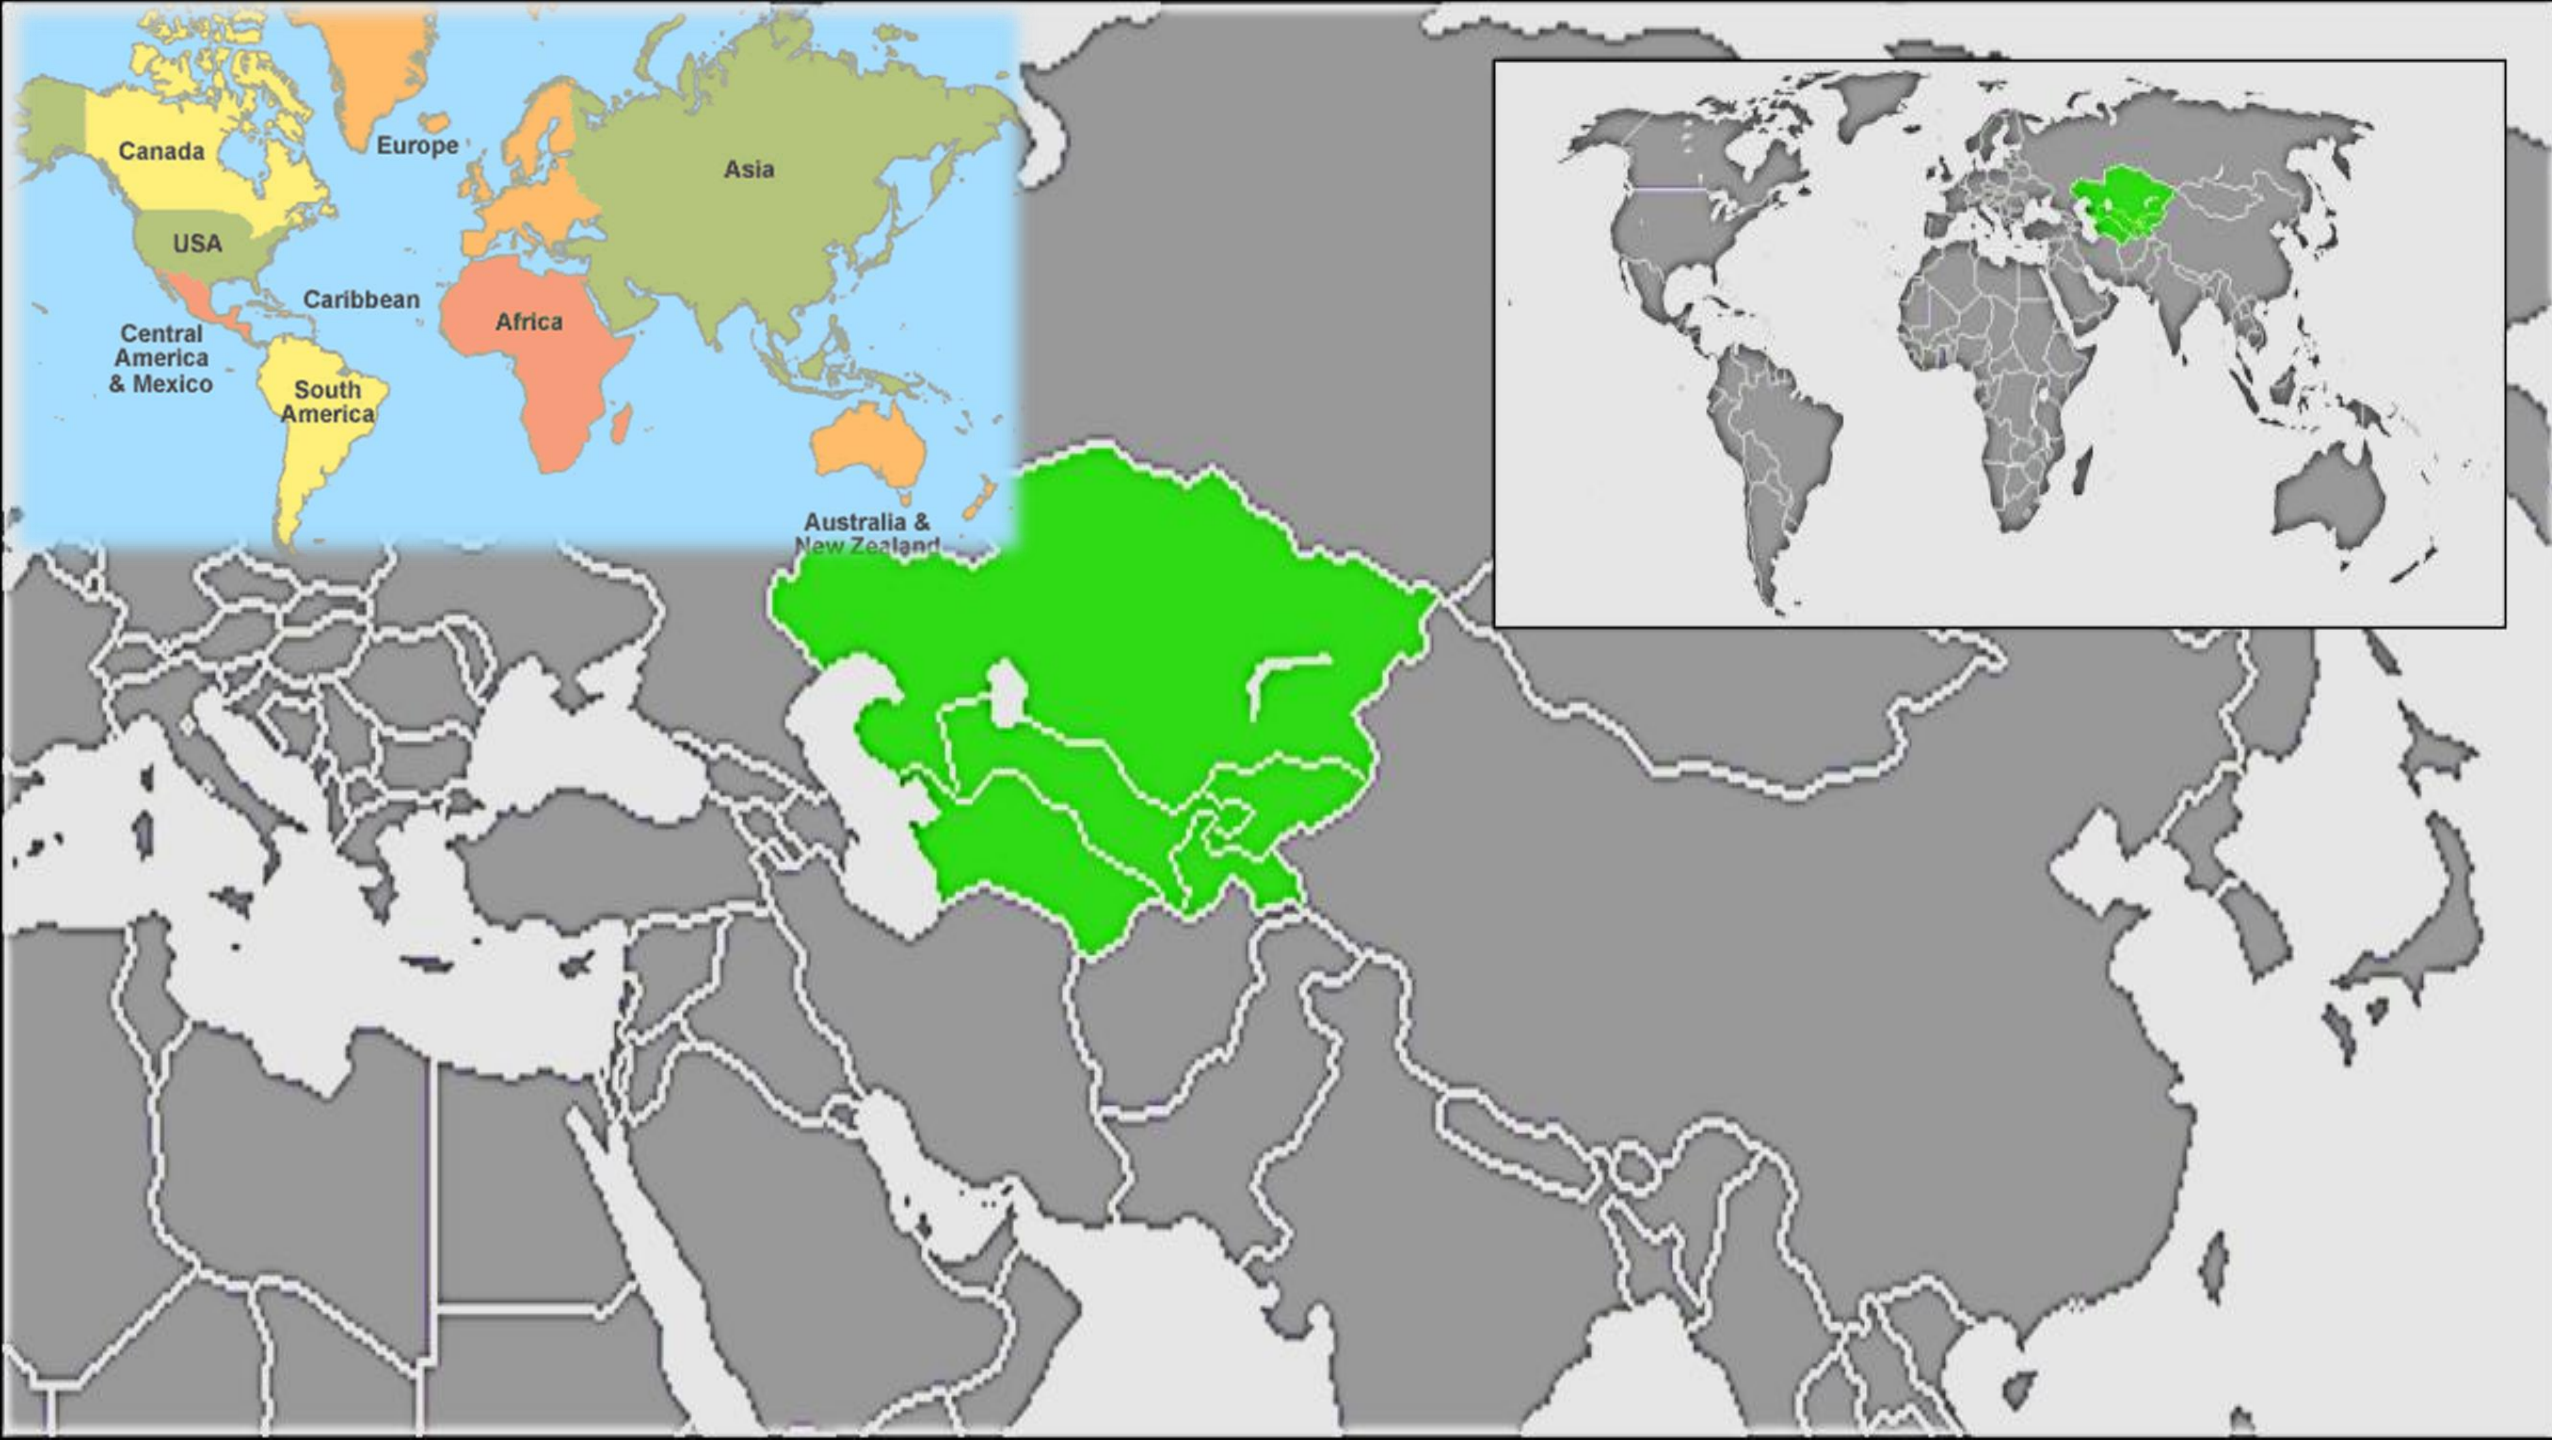 Canada
Europe
Asia
USA
Caribbean
Africa
Central
America
& Mexico
South
America
Australia &
New Zealand